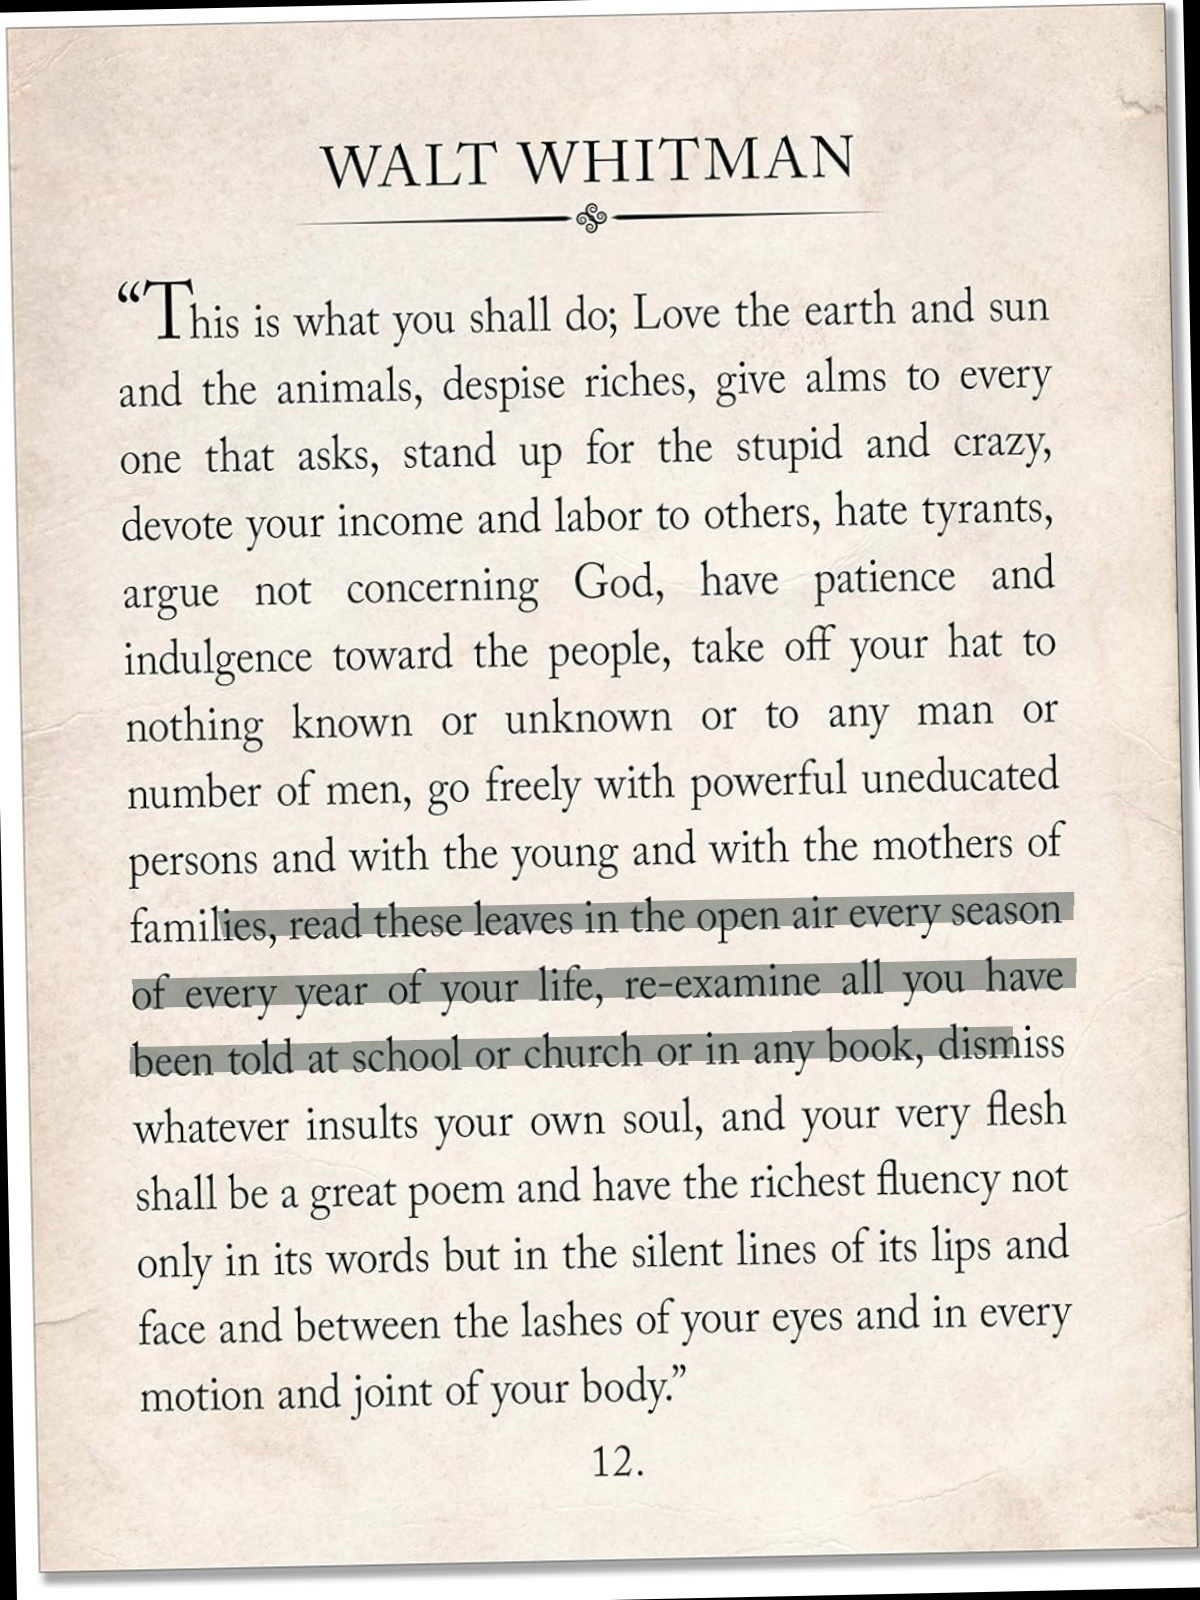 WALT WHITMAN
“This is what you shall do; Love the earth and sun
and the animals, despise riches, give alms to every
one that asks, stand up for the stupid and crazy,
devote your income and labor to others, hate tyrants,
argue not concerning God, have patience and
indulgence toward the people, take off your hat to
nothing known or unknown or to any man or
number of men, go freely with powerful uneducated
persons and with the young and with the mothers of
families, read these leaves in the open air every season
of every year of your life, re-examine all you have
been told at school or church or in any book, dismiss
whatever insults your own soul, and your very flesh
shall be a great poem and have the richest fluency not
only in its words but in the silent lines of its lips and
face and between the lashes of your eyes and in every
motion and joint of your body.”
12.